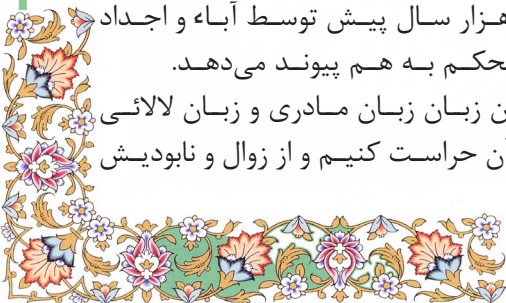 هزار سال پیش توسط آباء و اجداد
حکم به هم پیوند می‌دهد.
ن زبان زبان مادری و زبان لالائی
آن حراست کنیم و از زوال و نابودیش